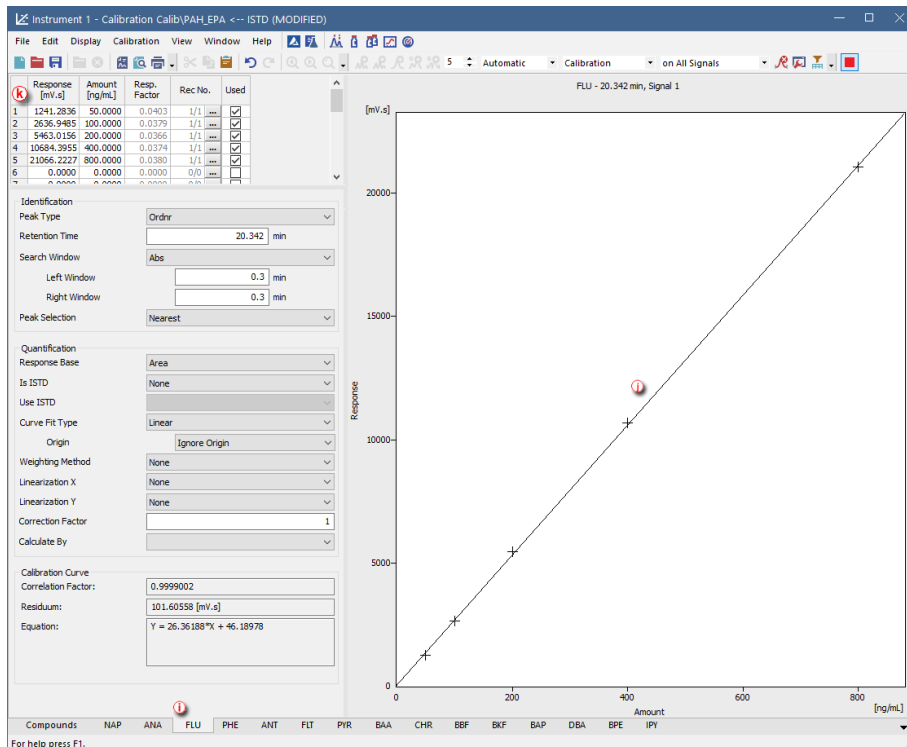 Instrument 1 - Calibration Calib\PAH_EPA <-- ISTD (MODIFIED)
File Edit Display Calibration View Window Help
5 Automatic Calibration on All Signals
Response [mV.s] Amount [ng/mL] Resp. Factor Rec No. Used
k
1 1241.2836 50.0000 0.0403 1/1 ...
2 2636.9485 100.0000 0.0379 1/1 ...
3 5463.0156 200.0000 0.0366 1/1 ...
4 10684.3955 400.0000 0.0374 1/1 ...
5 21066.2227 800.0000 0.0380 1/1 ...
6 0.0000 0.0000 0.0000 0/0 ...
7 0.0000 0.0000 0.0000 0/0
Identification
Peak Type Ordnr
Retention Time 20.342 min
Search Window Abs
Left Window 0.3 min
Right Window 0.3 min
Peak Selection Nearest
Quantification
Response Base Area
Is ISTD None
Use ISTD
Curve Fit Type Linear
Origin Ignore Origin
Weighting Method None
Linearization X None
Linearization Y None
Correction Factor 1
Calculate By
Calibration Curve
Correlation Factor: 0.9999002
Residuum: 101.60558 [mV.s]
Equation: Y = 26.36188*X + 46.18978
FLU - 20.342 min, Signal 1
[mV.s]
20000
15000
j
Response
10000
5000
0
0 200 400 600 800
Amount [ng/mL]
i
Compounds NAP ANA FLU PHE ANT FLT PYR BAA CHR BBF BKF BAP DBA BPE IPY
For help press F1.